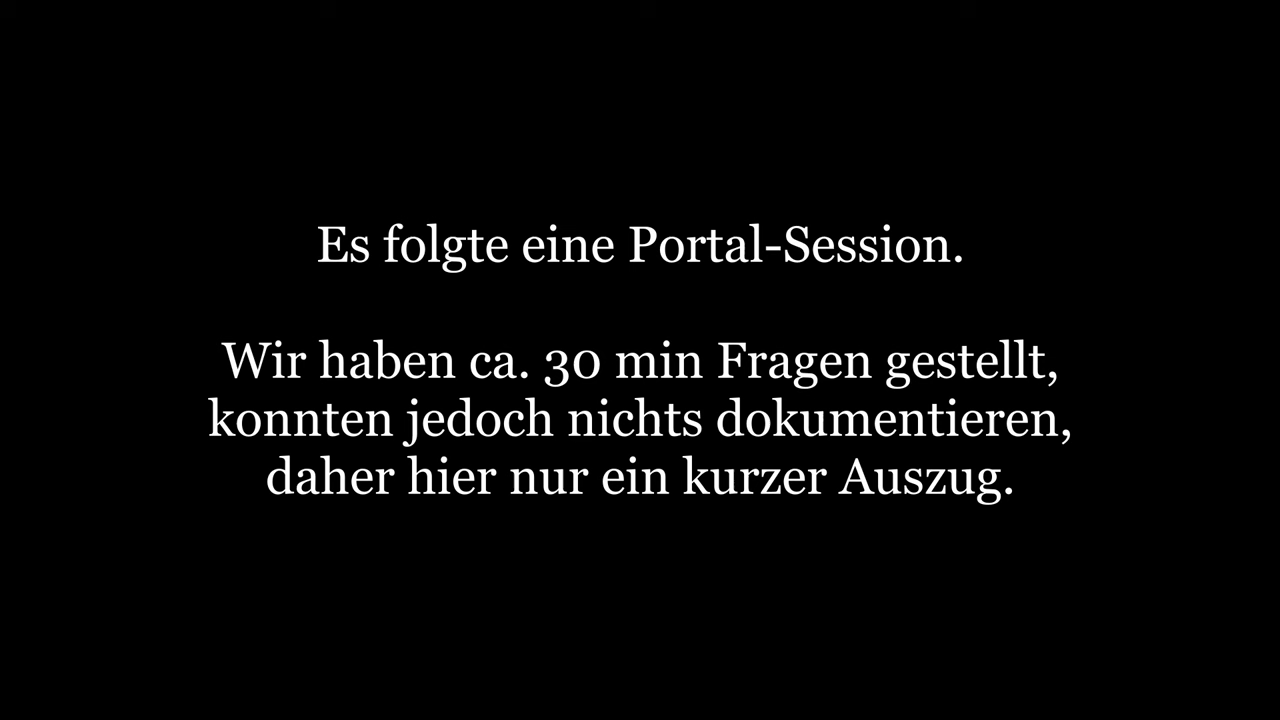 Es folgte eine Portal-Session.
Wir haben ca. 30 min Fragen gestellt,
konnten jedoch nichts dokumentieren,
daher hier nur ein kurzer Auszug.